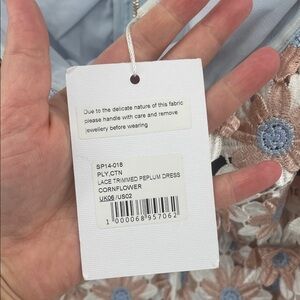 Due to the delicate nature of this fabric
please handle with care and remove
jewellery before wearing
SP14-016
PLY,CTN
LACE TRIMMED PEPLUM DRESS
CORNFLOWER
UK06 /US02
1000068957062